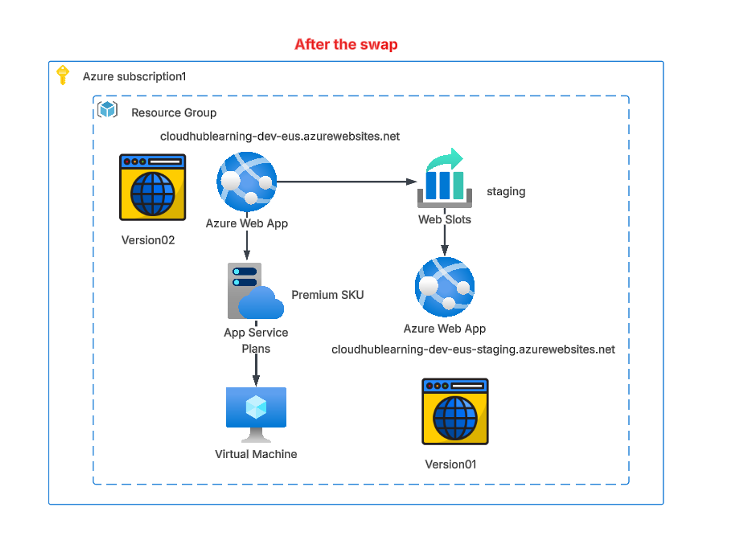 After the swap
Azure subscription1
Resource Group
cloudhublearning-dev-eus.azurewebsites.net
Azure Web App
Version02
staging
Web Slots
Premium SKU
App Service
Plans
Azure Web App
cloudhublearning-dev-eus-staging.azurewebsites.net
Virtual Machine
Version01